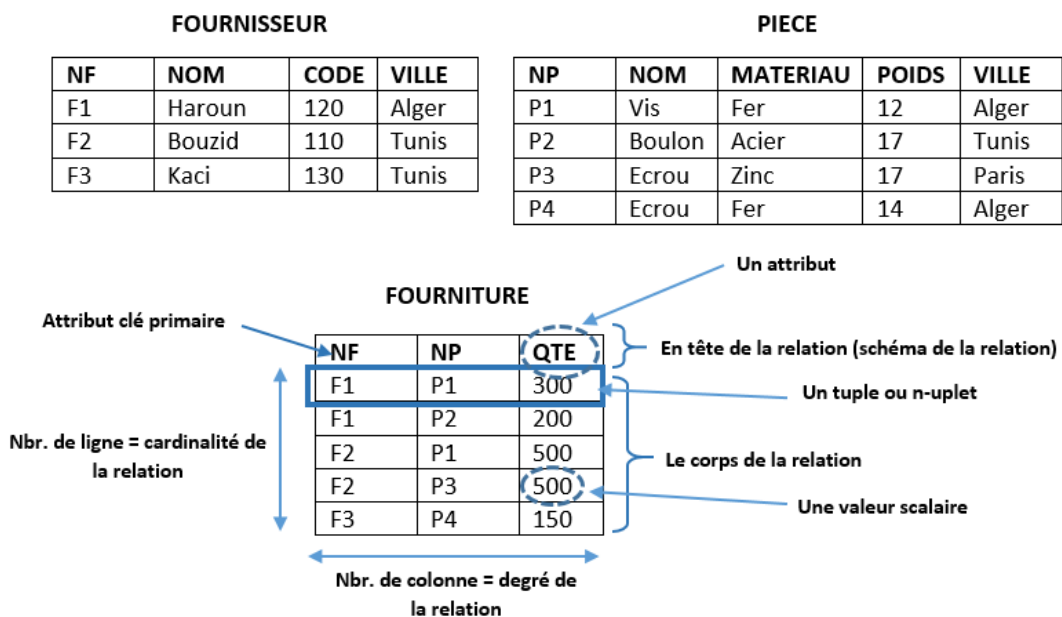 FOURNISSEUR
NF NOM CODE VILLE
F1 Haroun 120 Alger
F2 Bouzid 110 Tunis
F3 Kaci 130 Tunis
PIECE
NP NOM MATERIAU POIDS VILLE
P1 Vis Fer 12 Alger
P2 Boulon Acier 17 Tunis
P3 Ecrou Zinc 17 Paris
P4 Ecrou Fer 14 Alger
Un attribut
FOURNITURE
Attribut clé primaire
En tête de la relation (schéma de la relation)
NF NP QTE
F1 P1 300
F1 P2 200
F2 P1 500
F2 P3 500
F3 P4 150
Un tuple ou n-uplet
Nbr. de ligne = cardinalité de
la relation
Le corps de la relation
Une valeur scalaire
Nbr. de colonne = degré de
la relation